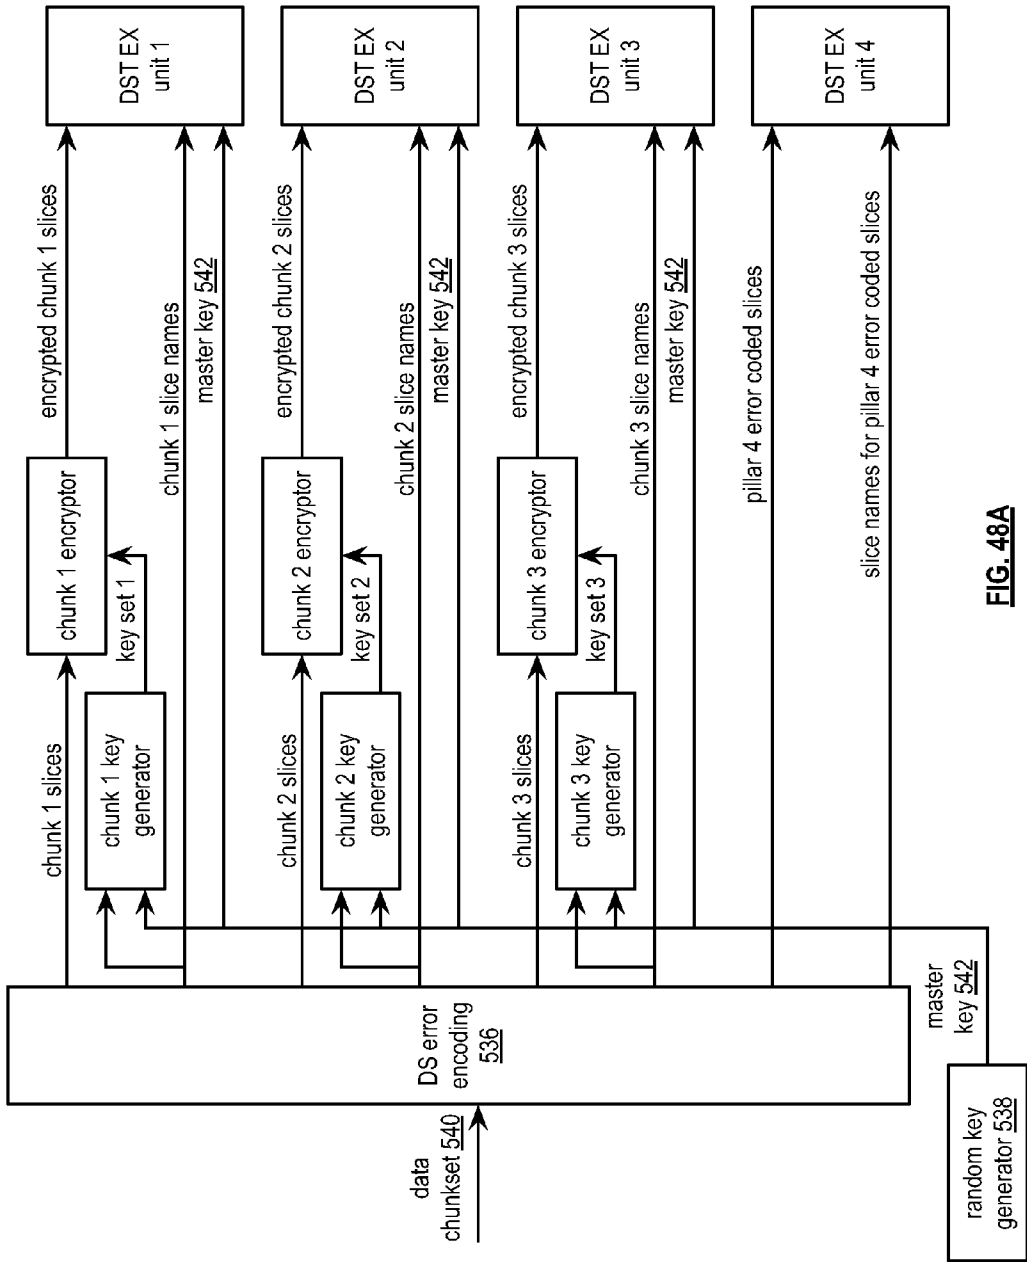 data
chunkset 540
DS error
encoding
536
random key
generator 538
master
key 542
chunk 1 slices
chunk 1 key
generator
key set 1
chunk 1 encryptor
encrypted chunk 1 slices
chunk 1 slice names
master key 542
DST EX
unit 1
chunk 2 slices
chunk 2 key
generator
key set 2
chunk 2 encryptor
encrypted chunk 2 slices
chunk 2 slice names
master key 542
DST EX
unit 2
chunk 3 slices
chunk 3 key
generator
key set 3
chunk 3 encryptor
encrypted chunk 3 slices
chunk 3 slice names
master key 542
DST EX
unit 3
pillar 4 error coded slices
slice names for pillar 4 error coded slices
DST EX
unit 4
FIG. 48A